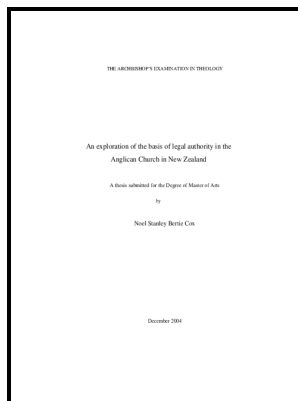 THE ARCHBISHOP'S EXAMINATION IN THEOLOGY
An exploration of the basis of legal authority in the
Anglican Church in New Zealand
A thesis submitted for the Degree of Master of Arts
by
Noel Stanley Bertie Cox
December 2004